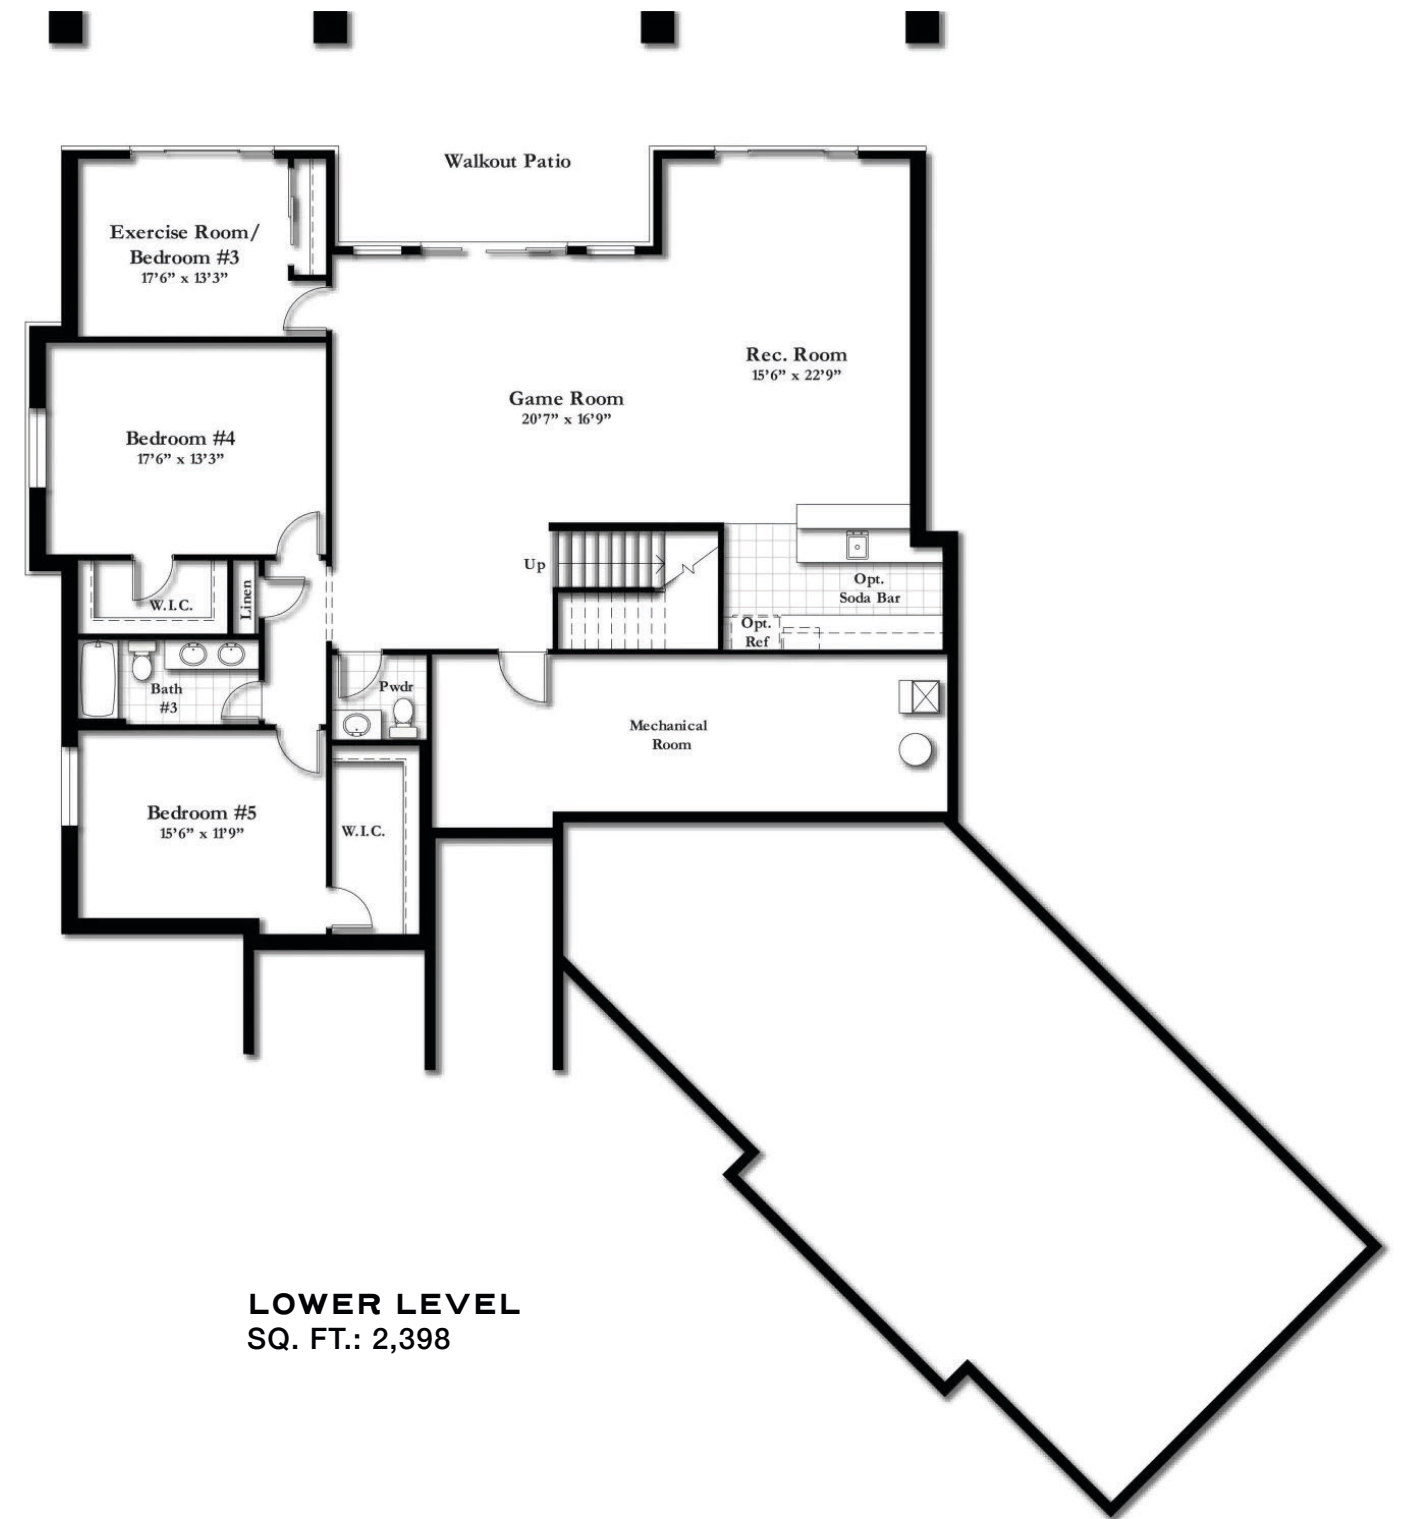 Walkout Patio
Exercise Room/
Bedroom #3
17'6" x 13'3"
Rec. Room
15'6" x 22'9"
Game Room
20'7" x 16'9"
Bedroom #4
17'6" x 13'3"
Up
Opt.
Soda Bar
W.I.C.
Linen
Opt.
Ref
Bath
#3
Pwdr
Mechanical
Room
Bedroom #5
15'6" x 11'9"
W.I.C.
LOWER LEVEL
SQ. FT.: 2,398